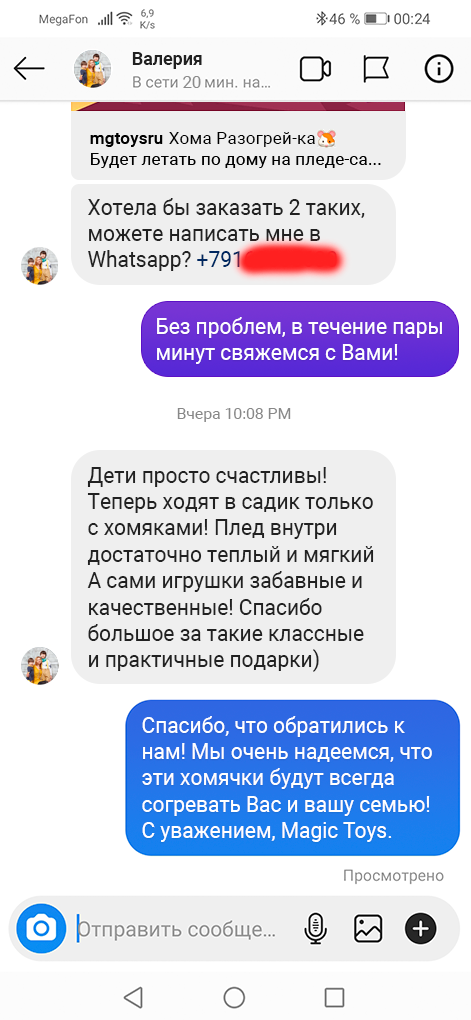 MegaFon 6,9 K/s 46 % 00:24
Валерия
В сети 20 мин. на...
mgtoysru Хома Разогрей-ка🐹
Будет летать по дому на пледе-са...
Хотела бы заказать 2 таких,
можете написать мне в
Whatsapp? +791
Без проблем, в течение пары
минут свяжемся с Вами!
Вчера 10:08 PM
Дети просто счастливы!
Теперь ходят в садик только
с хомяками! Плед внутри
достаточно теплый и мягкий
А сами игрушки забавные и
качественные! Спасибо
большое за такие классные
и практичные подарки)
Спасибо, что обратились к
нам! Мы очень надеемся, что
эти хомячки будут всегда
согревать Вас и вашу семью!
С уважением, Magic Toys.
Просмотрено
Отправить сообще...